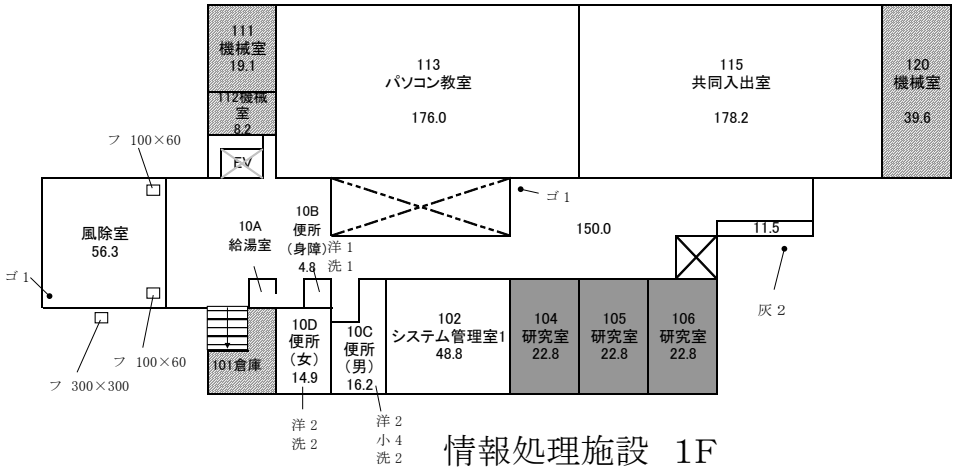 111
機械室
19.1
112機械
室
8.2
EV
113
パソコン教室
176.0
115
共同入出室
178.2
120
機械室
39.6
フ 100×60
風除室
56.3
ゴ 1
フ 100×60
フ 300×300
10A
給湯室
10B
便所
（身障）
4.8
洋 1
洗 1
ゴ 1
150.0
11.5
灰 2
101倉庫
10D
便所
（女）
14.9
洋 2
洗 2
10C
便所
（男）
16.2
洋 2
小 4
洗 2
102
システム管理室1
48.8
104
研究室
22.8
105
研究室
22.8
106
研究室
22.8
情報処理施設 1F